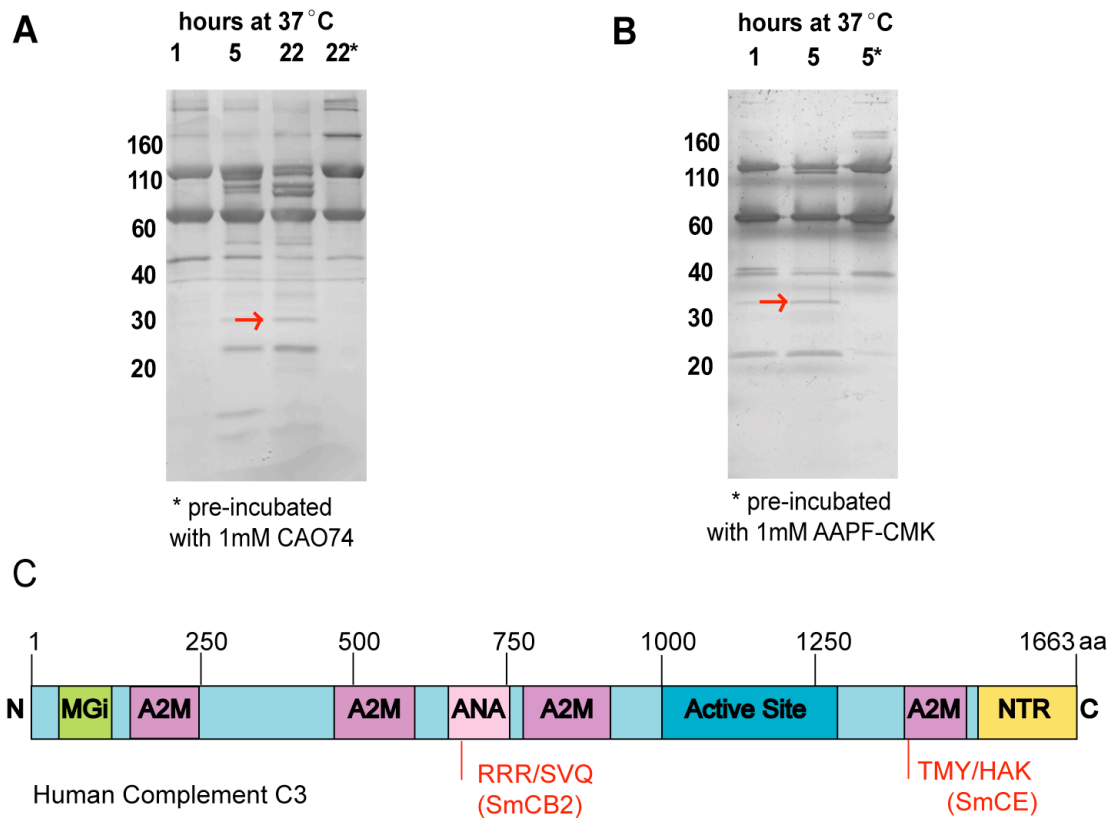 A
hours at 37 °C
1 5 22 22*
160
110
60
40
30
20
* pre-incubated
with 1mM CAO74
B
hours at 37 °C
1 5 5*
160
110
60
40
30
20
* pre-incubated
with 1mM AAPF-CMK
C
1 250 500 750 1000 1250 1663 aa
N MGi A2M A2M ANA A2M Active Site A2M NTR C
RRR/SVQ
(SmCB2)
TMY/HAK
(SmCE)
Human Complement C3